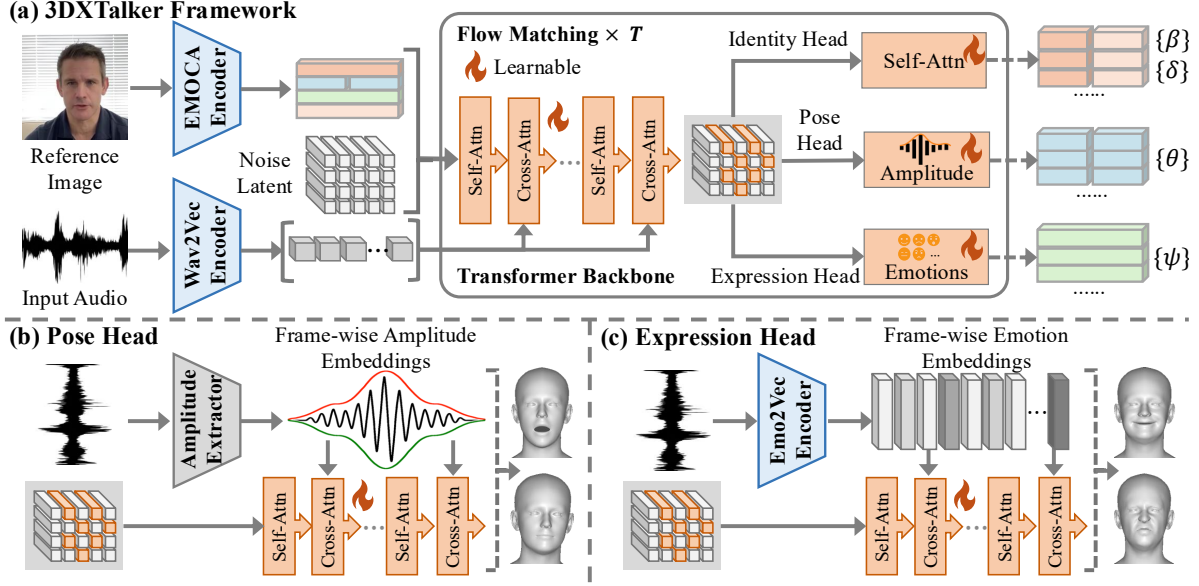 (a) 3DXTalker Framework
Reference
Image
EMOCA
Encoder
Input Audio
Wav2Vec
Encoder
Noise
Latent
Flow Matching × T
Learnable
Self-Attn
Cross-Attn
......
Self-Attn
Cross-Attn
Transformer Backbone
Identity Head
Self-Attn
Pose
Head
Amplitude
Expression Head
...
Emotions
{β}
{δ}
......
{θ}
......
{ψ}
......
(b) Pose Head
Amplitude
Extractor
Frame-wise Amplitude
Embeddings
Self-Attn
Cross-Attn
......
Self-Attn
Cross-Attn
(c) Expression Head
Emo2Vec
Encoder
Frame-wise Emotion
Embeddings
Self-Attn
Cross-Attn
......
Self-Attn
Cross-Attn